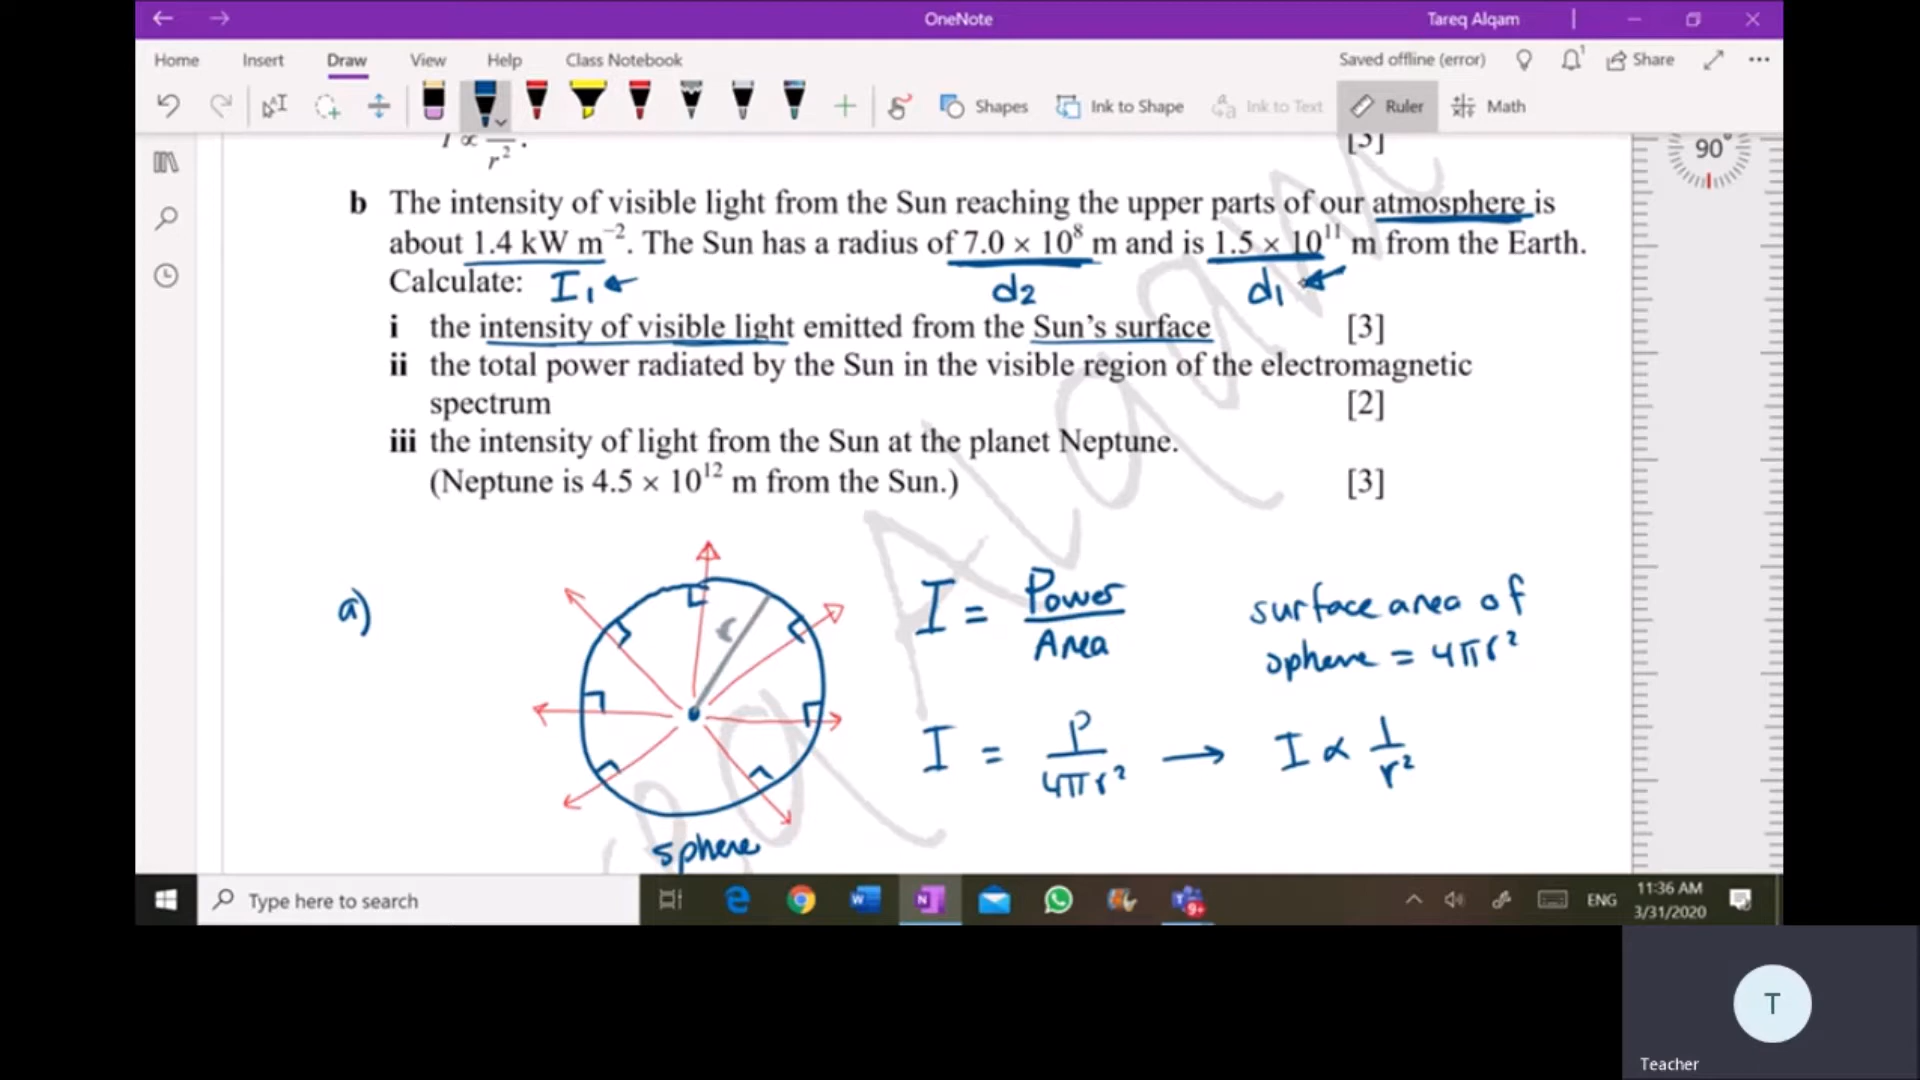 OneNote
Tareq Alqam
Home Insert Draw View Help Class Notebook
Saved offline (error)
1
Share
Shapes Ink to Shape Ink to Text Ruler Math
I ∝ 1/r².
[3]
90°
b The intensity of visible light from the Sun reaching the upper parts of our atmosphere is
about 1.4 kW m⁻². The Sun has a radius of 7.0 × 10⁸ m and is 1.5 × 10¹¹ m from the Earth.
Calculate: I₁ ← d₂ d₁ ←
i the intensity of visible light emitted from the Sun's surface [3]
ii the total power radiated by the Sun in the visible region of the electromagnetic
spectrum [2]
iii the intensity of light from the Sun at the planet Neptune.
(Neptune is 4.5 × 10¹² m from the Sun.) [3]
a)
r
I = Power / Area
surface area of
sphere = 4πr²
I = P / 4πr² → I ∝ 1/r²
sphere
Type here to search
ENG
11:36 AM
3/31/2020
9+
T
Teacher